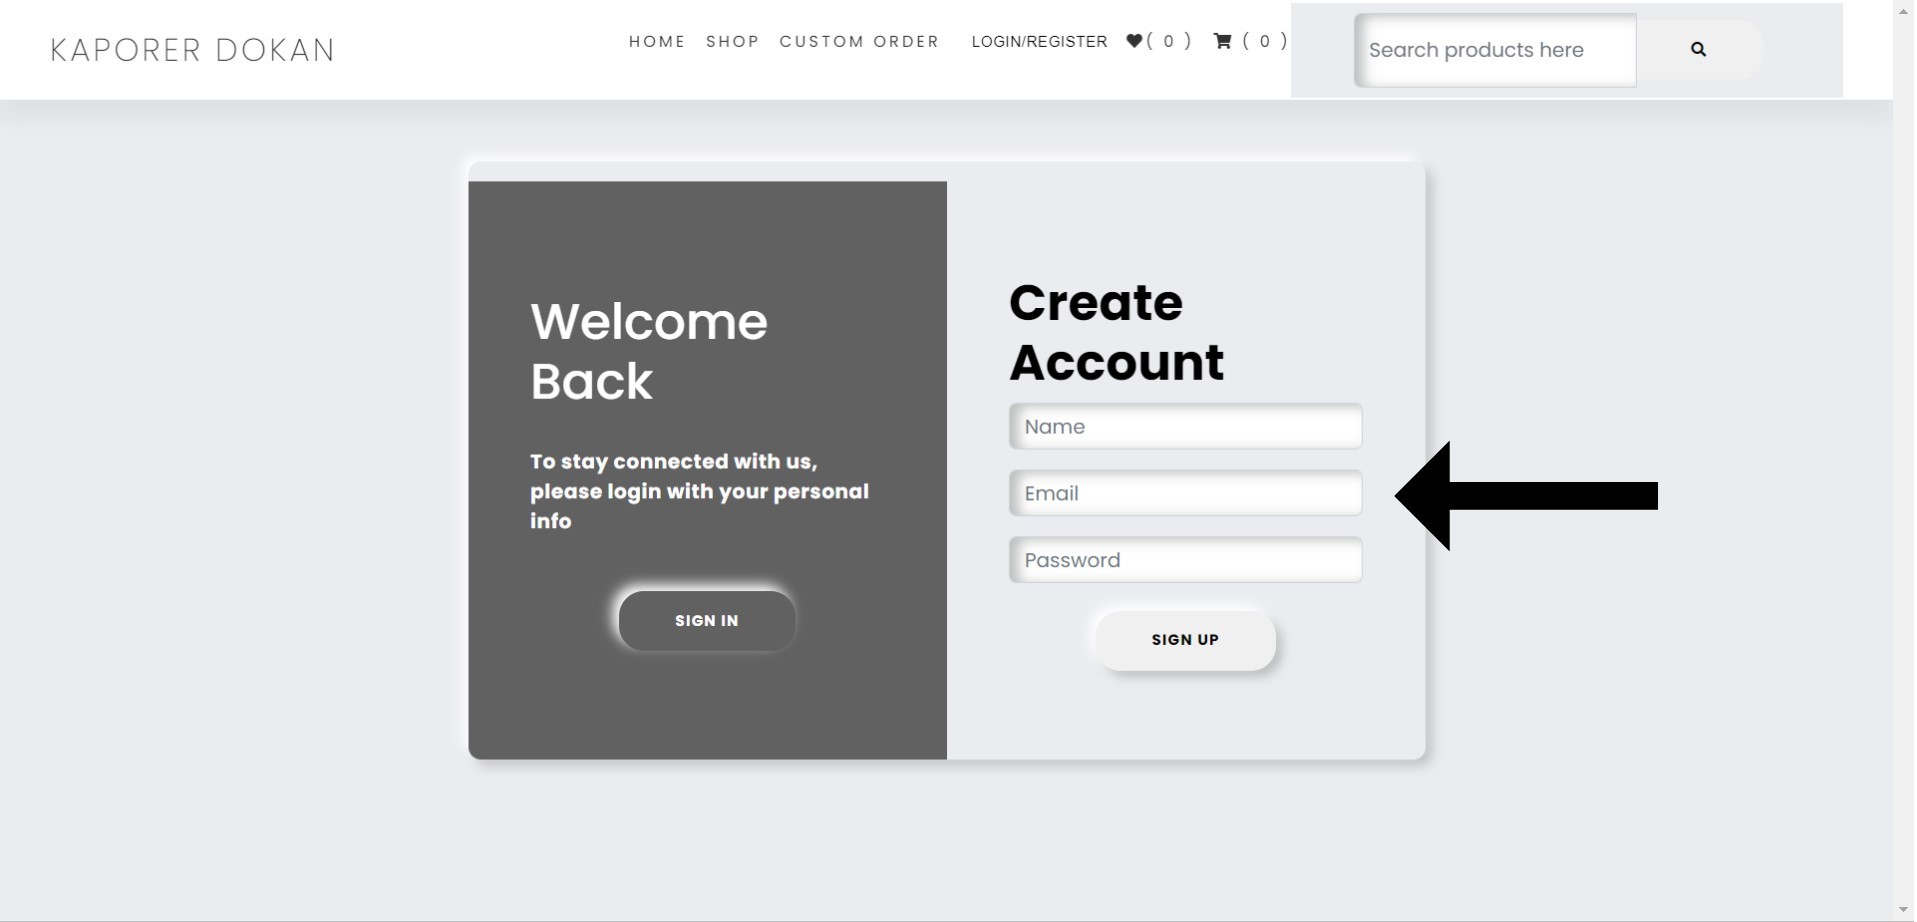 KAPORER DOKAN
HOME SHOP CUSTOM ORDER LOGIN/REGISTER ( 0 ) ( 0 ) Search products here
Welcome
Back
To stay connected with us,
please login with your personal
info
SIGN IN
Create
Account
Name
Email
Password
SIGN UP